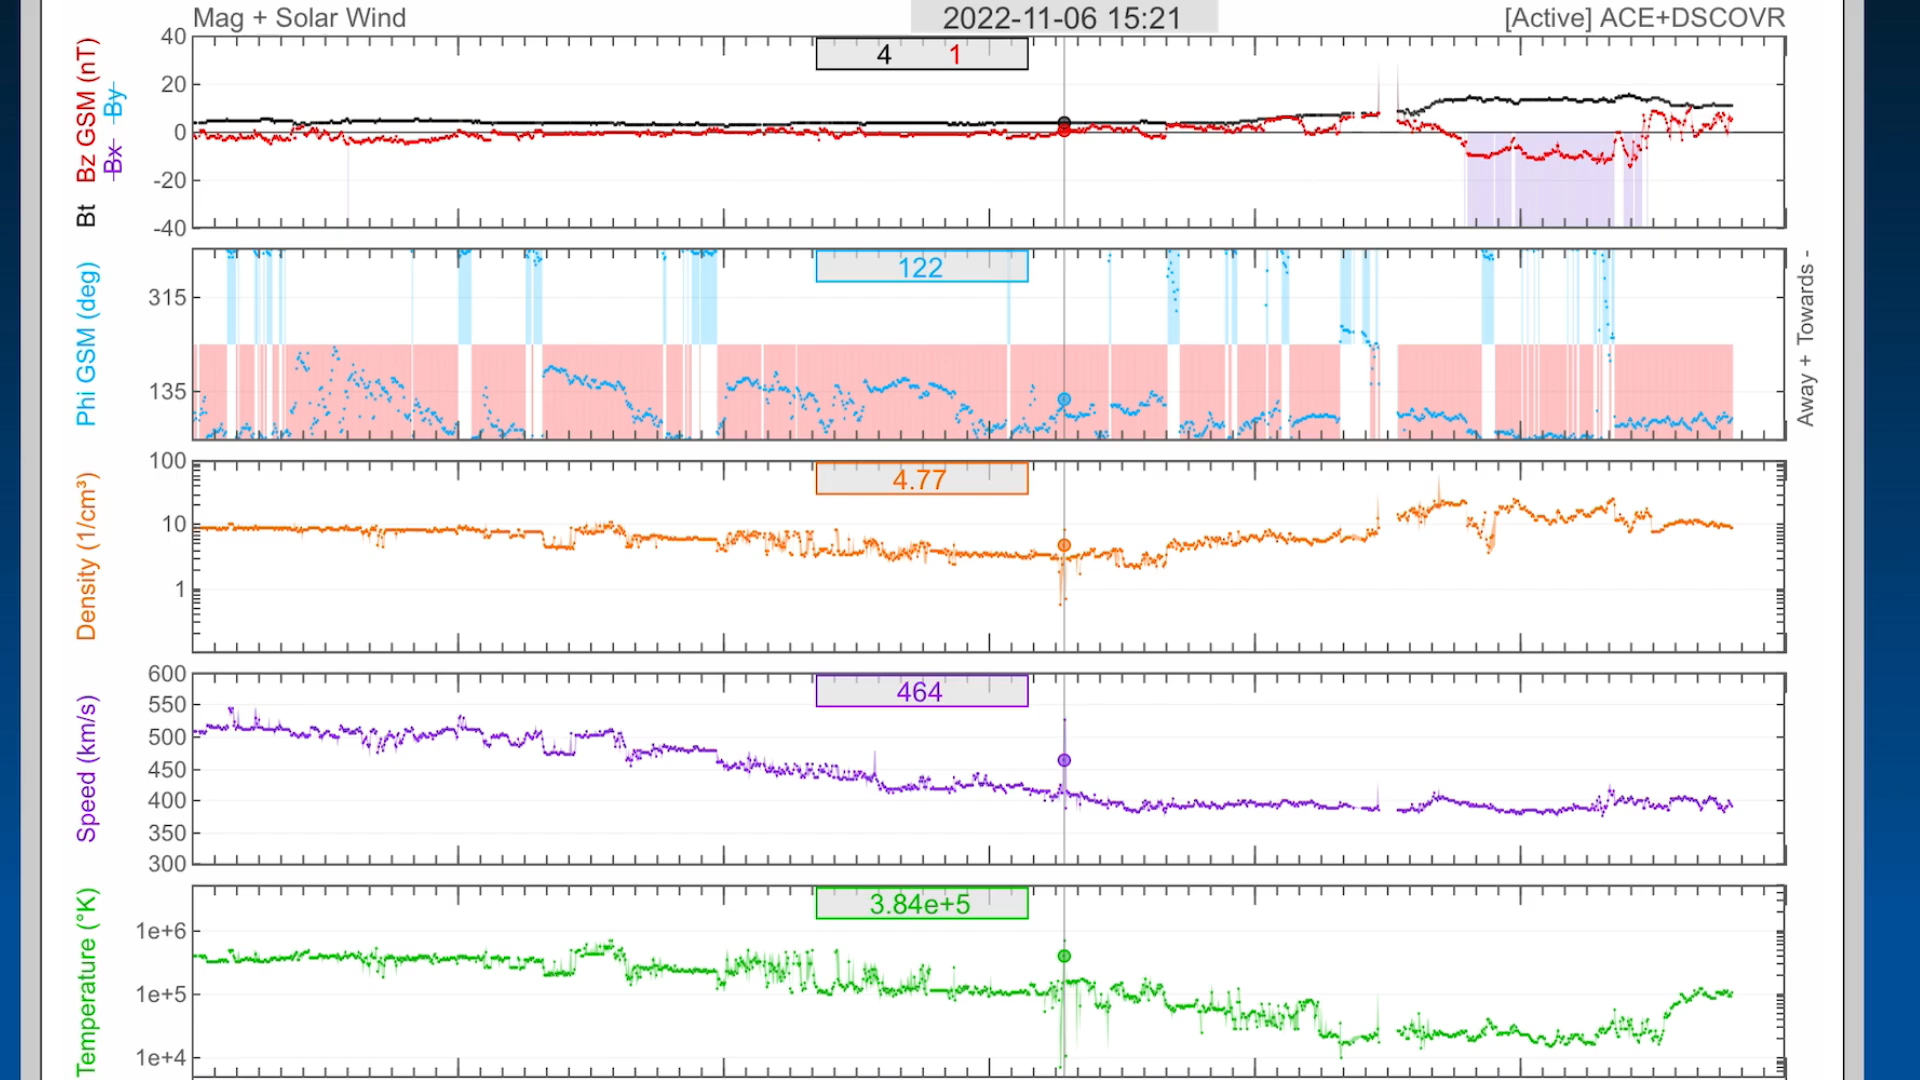 Mag + Solar Wind
2022-11-06 15:21
[Active] ACE+DSCOVR
Bt Bz GSM (nT)
Bx By
40
20
0
-20
-40
4 1
Phi GSM (deg)
315
135
122
Away + Towards -
Density (1/cm³)
100
10
1
4.77
Speed (km/s)
600
550
500
450
400
350
300
464
Temperature (°K)
1e+6
1e+5
1e+4
3.84e+5